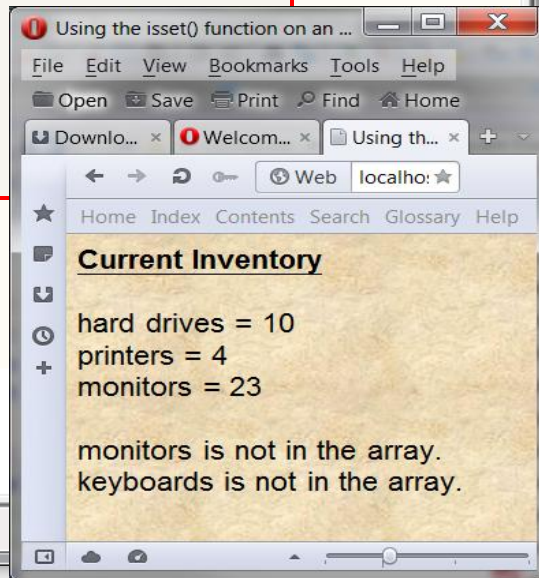 Using the isset() function on an ...
File Edit View Bookmarks Tools Help
Open Save Print Find Home
Downlo... Welcom... Using th...
Web localho:
Home Index Contents Search Glossary Help
Current Inventory
hard drives = 10
printers = 4
monitors = 23
monitors is not in the array.
keyboards is not in the array.